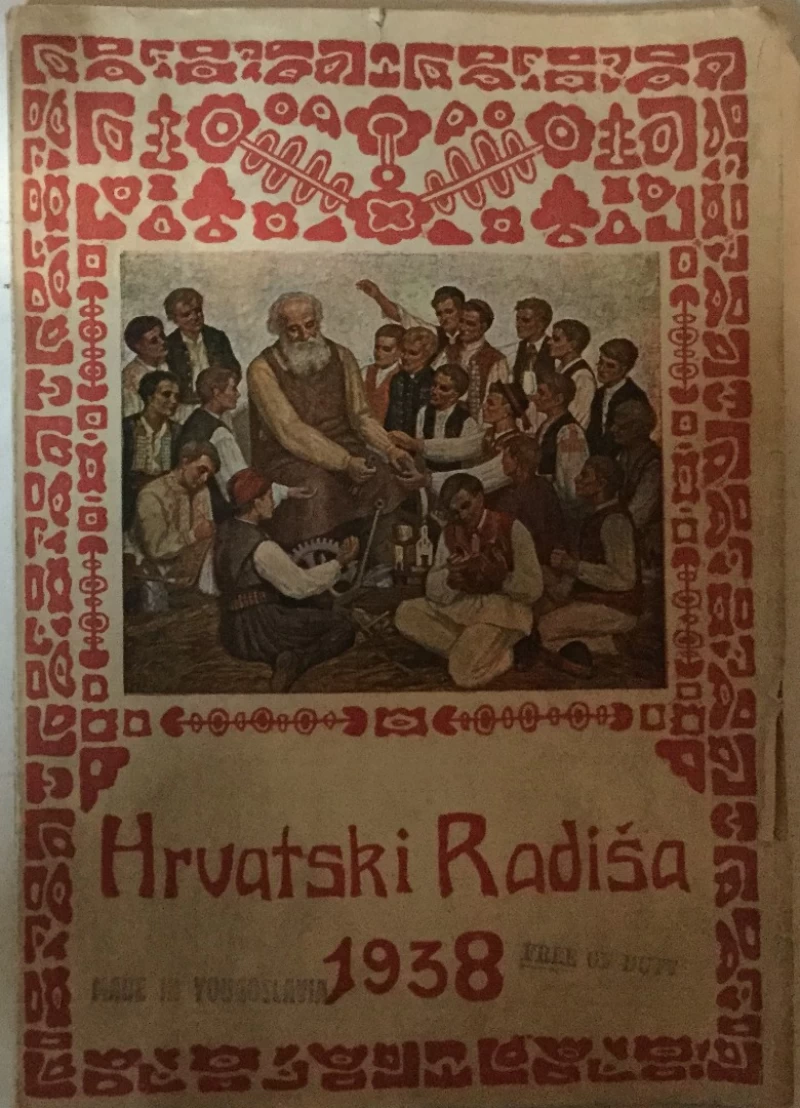 Hrvatski Radiša
1938
FREE OF DUTY
MADE IN YOUGOSLAVIA